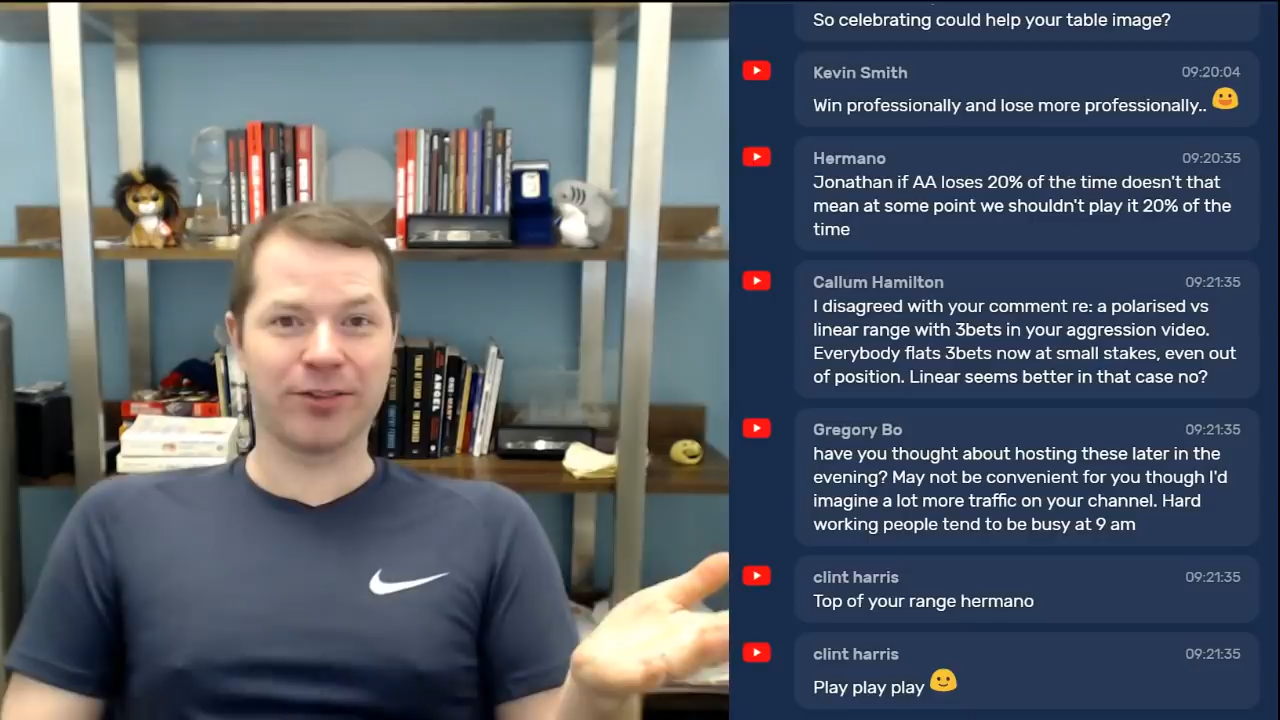 So celebrating could help your table image?
Kevin Smith 09:20:04
Win professionally and lose more professionally..
Hermano 09:20:35
Jonathan if AA loses 20% of the time doesn't that
mean at some point we shouldn't play it 20% of the
time
Callum Hamilton 09:21:35
I disagreed with your comment re: a polarised vs
linear range with 3bets in your aggression video.
Everybody flats 3bets now at small stakes, even out
of position. Linear seems better in that case no?
Gregory Bo 09:21:35
have you thought about hosting these later in the
evening? May not be convenient for you though I'd
imagine a lot more traffic on your channel. Hard
working people tend to be busy at 9 am
clint harris 09:21:35
Top of your range hermano
clint harris 09:21:35
Play play play